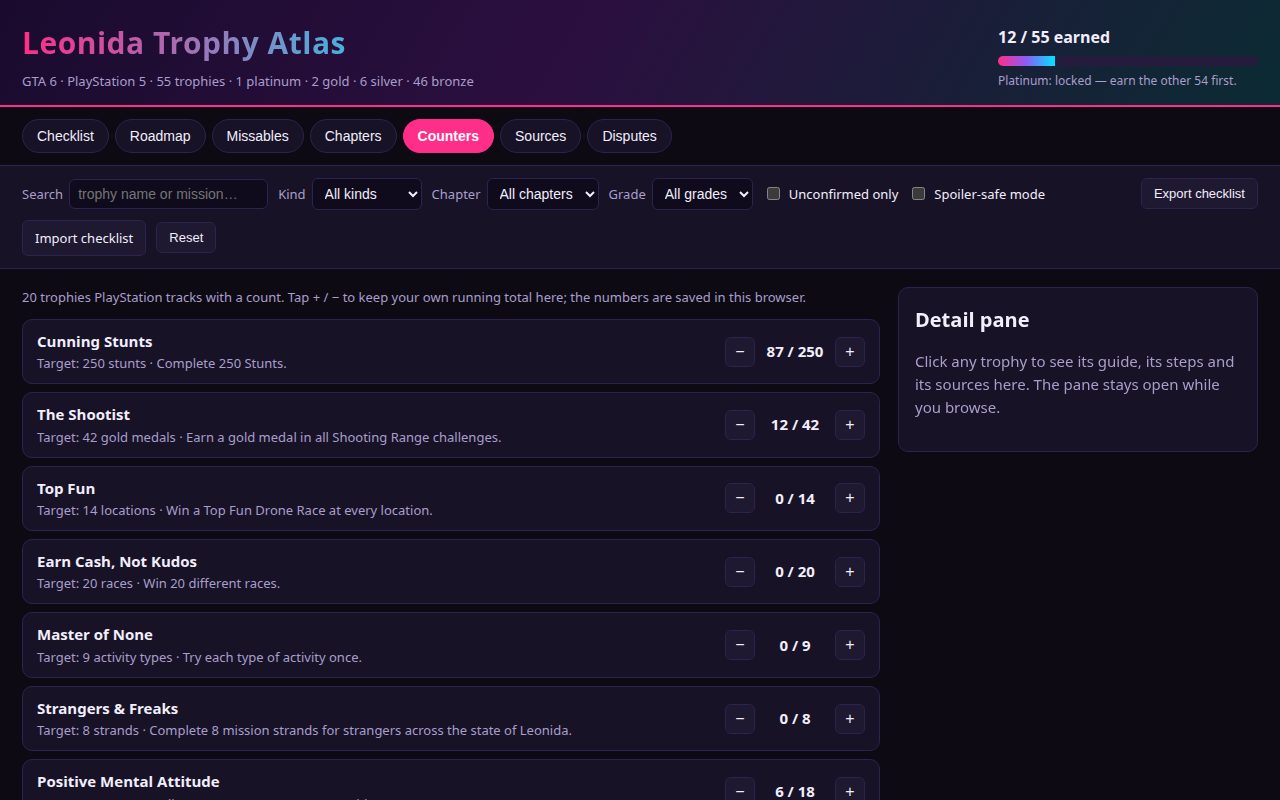 Leonida Trophy Atlas
GTA 6 · PlayStation 5 · 55 trophies · 1 platinum · 2 gold · 6 silver · 46 bronze
12 / 55 earned
Platinum: locked — earn the other 54 first.
Checklist Roadmap Missables Chapters Counters Sources Disputes
Search trophy name or mission… Kind All kinds Chapter All chapters Grade All grades Unconfirmed only Spoiler-safe mode Export checklist
Import checklist Reset
20 trophies PlayStation tracks with a count. Tap + / − to keep your own running total here; the numbers are saved in this browser.
Cunning Stunts
Target: 250 stunts · Complete 250 Stunts.
− 87 / 250 +
The Shootist
Target: 42 gold medals · Earn a gold medal in all Shooting Range challenges.
− 12 / 42 +
Top Fun
Target: 14 locations · Win a Top Fun Drone Race at every location.
− 0 / 14 +
Earn Cash, Not Kudos
Target: 20 races · Win 20 different races.
− 0 / 20 +
Master of None
Target: 9 activity types · Try each type of activity once.
− 0 / 9 +
Strangers & Freaks
Target: 8 strands · Complete 8 mission strands for strangers across the state of Leonida.
− 0 / 8 +
Positive Mental Attitude
− 6 / 18 +
Detail pane
Click any trophy to see its guide, its steps and
its sources here. The pane stays open while
you browse.